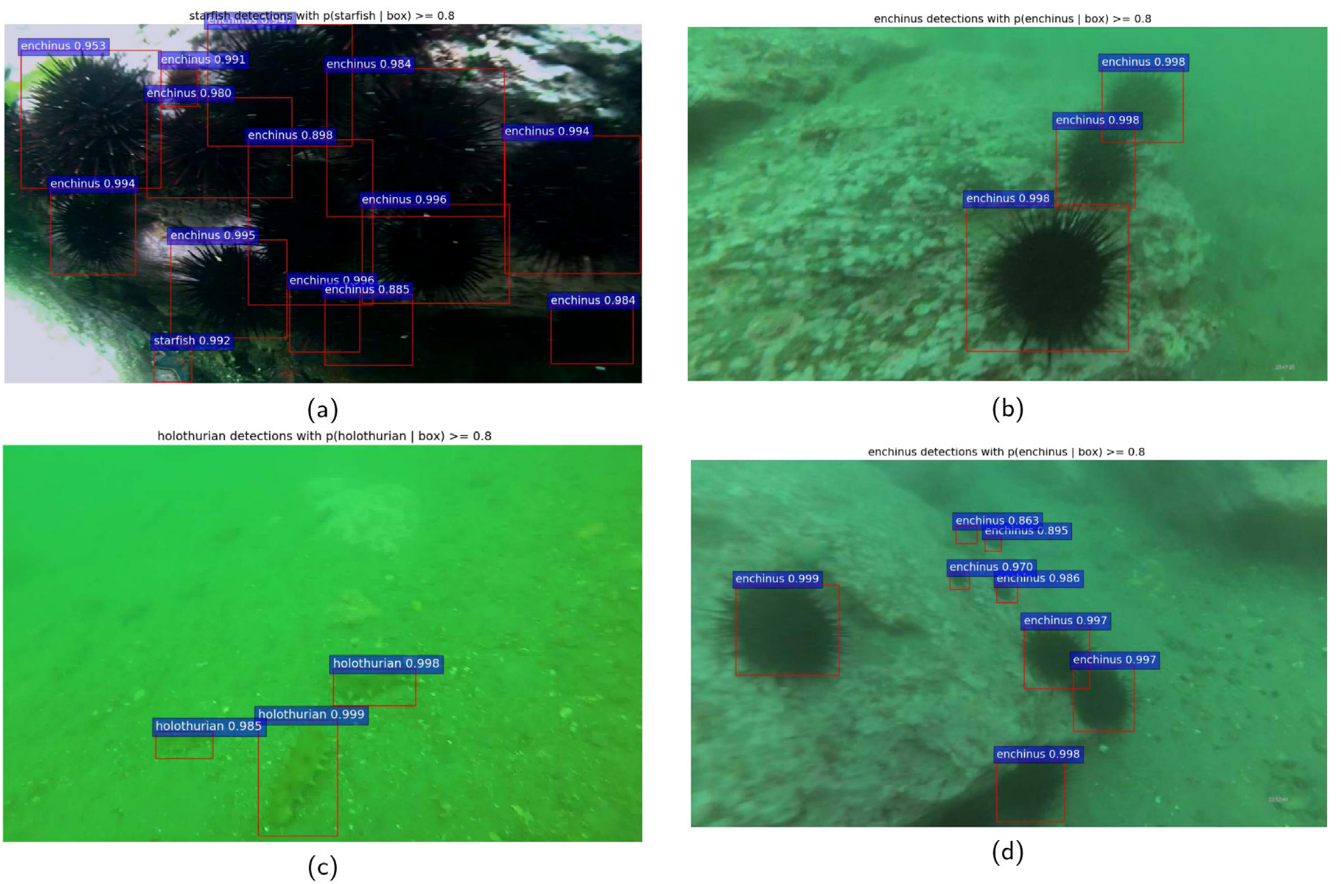 starfish detections with p(starfish | box) >= 0.8
enchinus 0.953
enchinus 0.991
enchinus 0.984
enchinus 0.980
enchinus 0.898
enchinus 0.994
enchinus 0.994
enchinus 0.996
enchinus 0.995
enchinus 0.996
enchinus 0.885
enchinus 0.984
starfish 0.992
(a)
enchinus detections with p(enchinus | box) >= 0.8
enchinus 0.998
enchinus 0.998
enchinus 0.998
(b)
holothurian detections with p(holothurian | box) >= 0.8
holothurian 0.998
holothurian 0.999
holothurian 0.985
(c)
enchinus detections with p(enchinus | box) >= 0.8
enchinus 0.863
enchinus 0.895
enchinus 0.970
enchinus 0.986
enchinus 0.999
enchinus 0.997
enchinus 0.997
enchinus 0.998
(d)